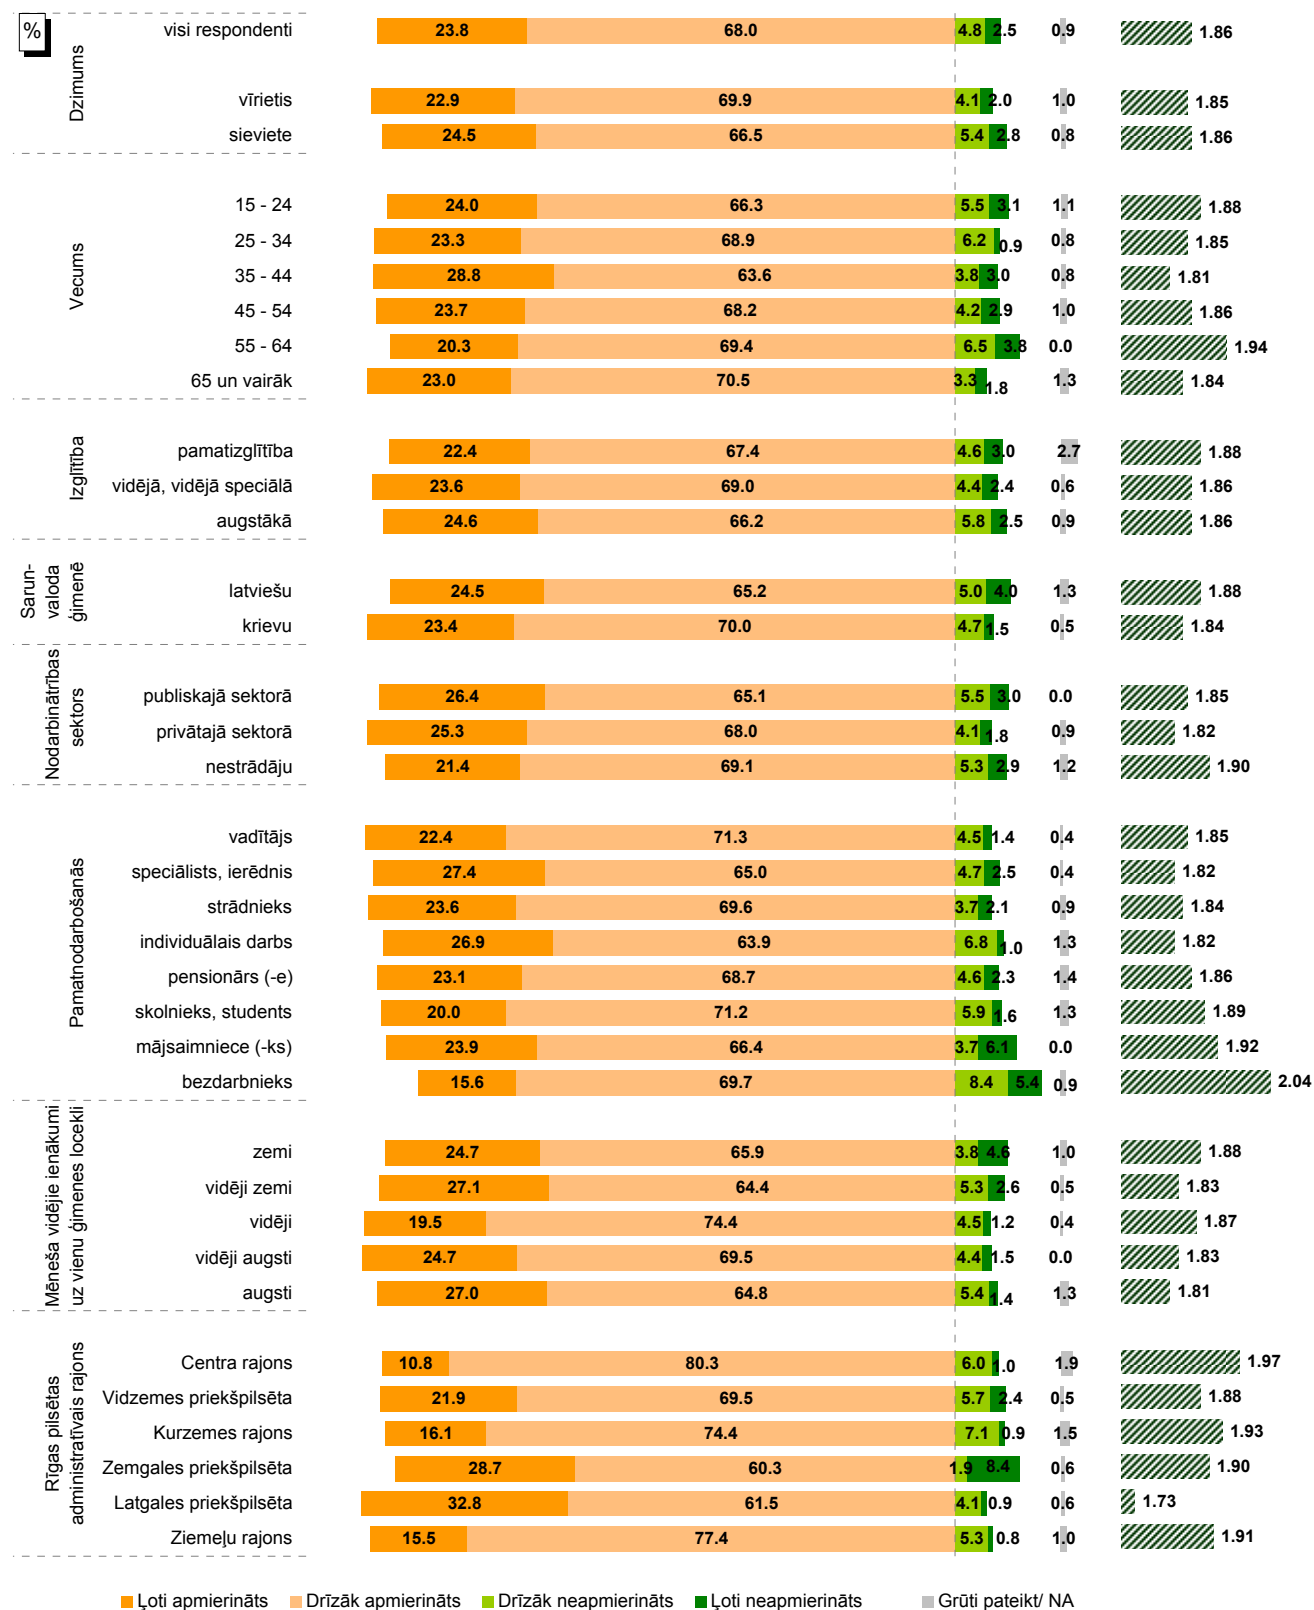 %
visi respondenti 23.8 68.0 4.8 2.5 0.9 1.86
Dzimums
vīrietis 22.9 69.9 4.1 2.0 1.0 1.85
sieviete 24.5 66.5 5.4 2.8 0.8 1.86
Vecums
15 - 24 24.0 66.3 5.5 3.1 1.1 1.88
25 - 34 23.3 68.9 6.2 0.9 0.8 1.85
35 - 44 28.8 63.6 3.8 3.0 0.8 1.81
45 - 54 23.7 68.2 4.2 2.9 1.0 1.86
55 - 64 20.3 69.4 6.5 3.8 0.0 1.94
65 un vairāk 23.0 70.5 3.3 1.8 1.3 1.84
Izglītība
pamatizglītība 22.4 67.4 4.6 3.0 2.7 1.88
vidējā, vidējā speciālā 23.6 69.0 4.4 2.4 0.6 1.86
augstākā 24.6 66.2 5.8 2.5 0.9 1.86
Sarun-
valoda
ģimenē
latviešu 24.5 65.2 5.0 4.0 1.3 1.88
krievu 23.4 70.0 4.7 1.5 0.5 1.84
Nodarbinātrības
sektors
publiskajā sektorā 26.4 65.1 5.5 3.0 0.0 1.85
privātajā sektorā 25.3 68.0 4.1 1.8 0.9 1.82
nestrādāju 21.4 69.1 5.3 2.9 1.2 1.90
Pamatnodarbošanās
vadītājs 22.4 71.3 4.5 1.4 0.4 1.85
speciālists, ierēdnis 27.4 65.0 4.7 2.5 0.4 1.82
strādnieks 23.6 69.6 3.7 2.1 0.9 1.84
individuālais darbs 26.9 63.9 6.8 1.0 1.3 1.82
pensionārs (-e) 23.1 68.7 4.6 2.3 1.4 1.86
skolnieks, students 20.0 71.2 5.9 1.6 1.3 1.89
mājsaimniece (-ks) 23.9 66.4 3.7 6.1 0.0 1.92
bezdarbnieks 15.6 69.7 8.4 5.4 0.9 2.04
Mēneša vidējie ienākumi
uz vienu ģimenes locekli
zemi 24.7 65.9 3.8 4.6 1.0 1.88
vidēji zemi 27.1 64.4 5.3 2.6 0.5 1.83
vidēji 19.5 74.4 4.5 1.2 0.4 1.87
vidēji augsti 24.7 69.5 4.4 1.5 0.0 1.83
augsti 27.0 64.8 5.4 1.4 1.3 1.81
Rīgas pilsētas
administratīvais rajons
Centra rajons 10.8 80.3 6.0 1.0 1.9 1.97
Vidzemes priekšpilsēta 21.9 69.5 5.7 2.4 0.5 1.88
Kurzemes rajons 16.1 74.4 7.1 0.9 1.5 1.93
Zemgales priekšpilsēta 28.7 60.3 1.9 8.4 0.6 1.90
Latgales priekšpilsēta 32.8 61.5 4.1 0.9 0.6 1.73
Ziemeļu rajons 15.5 77.4 5.3 0.8 1.0 1.91
Ļoti apmierināts Drīzāk apmierināts Drīzāk neapmierināts Ļoti neapmierināts Grūti pateikt/ NA